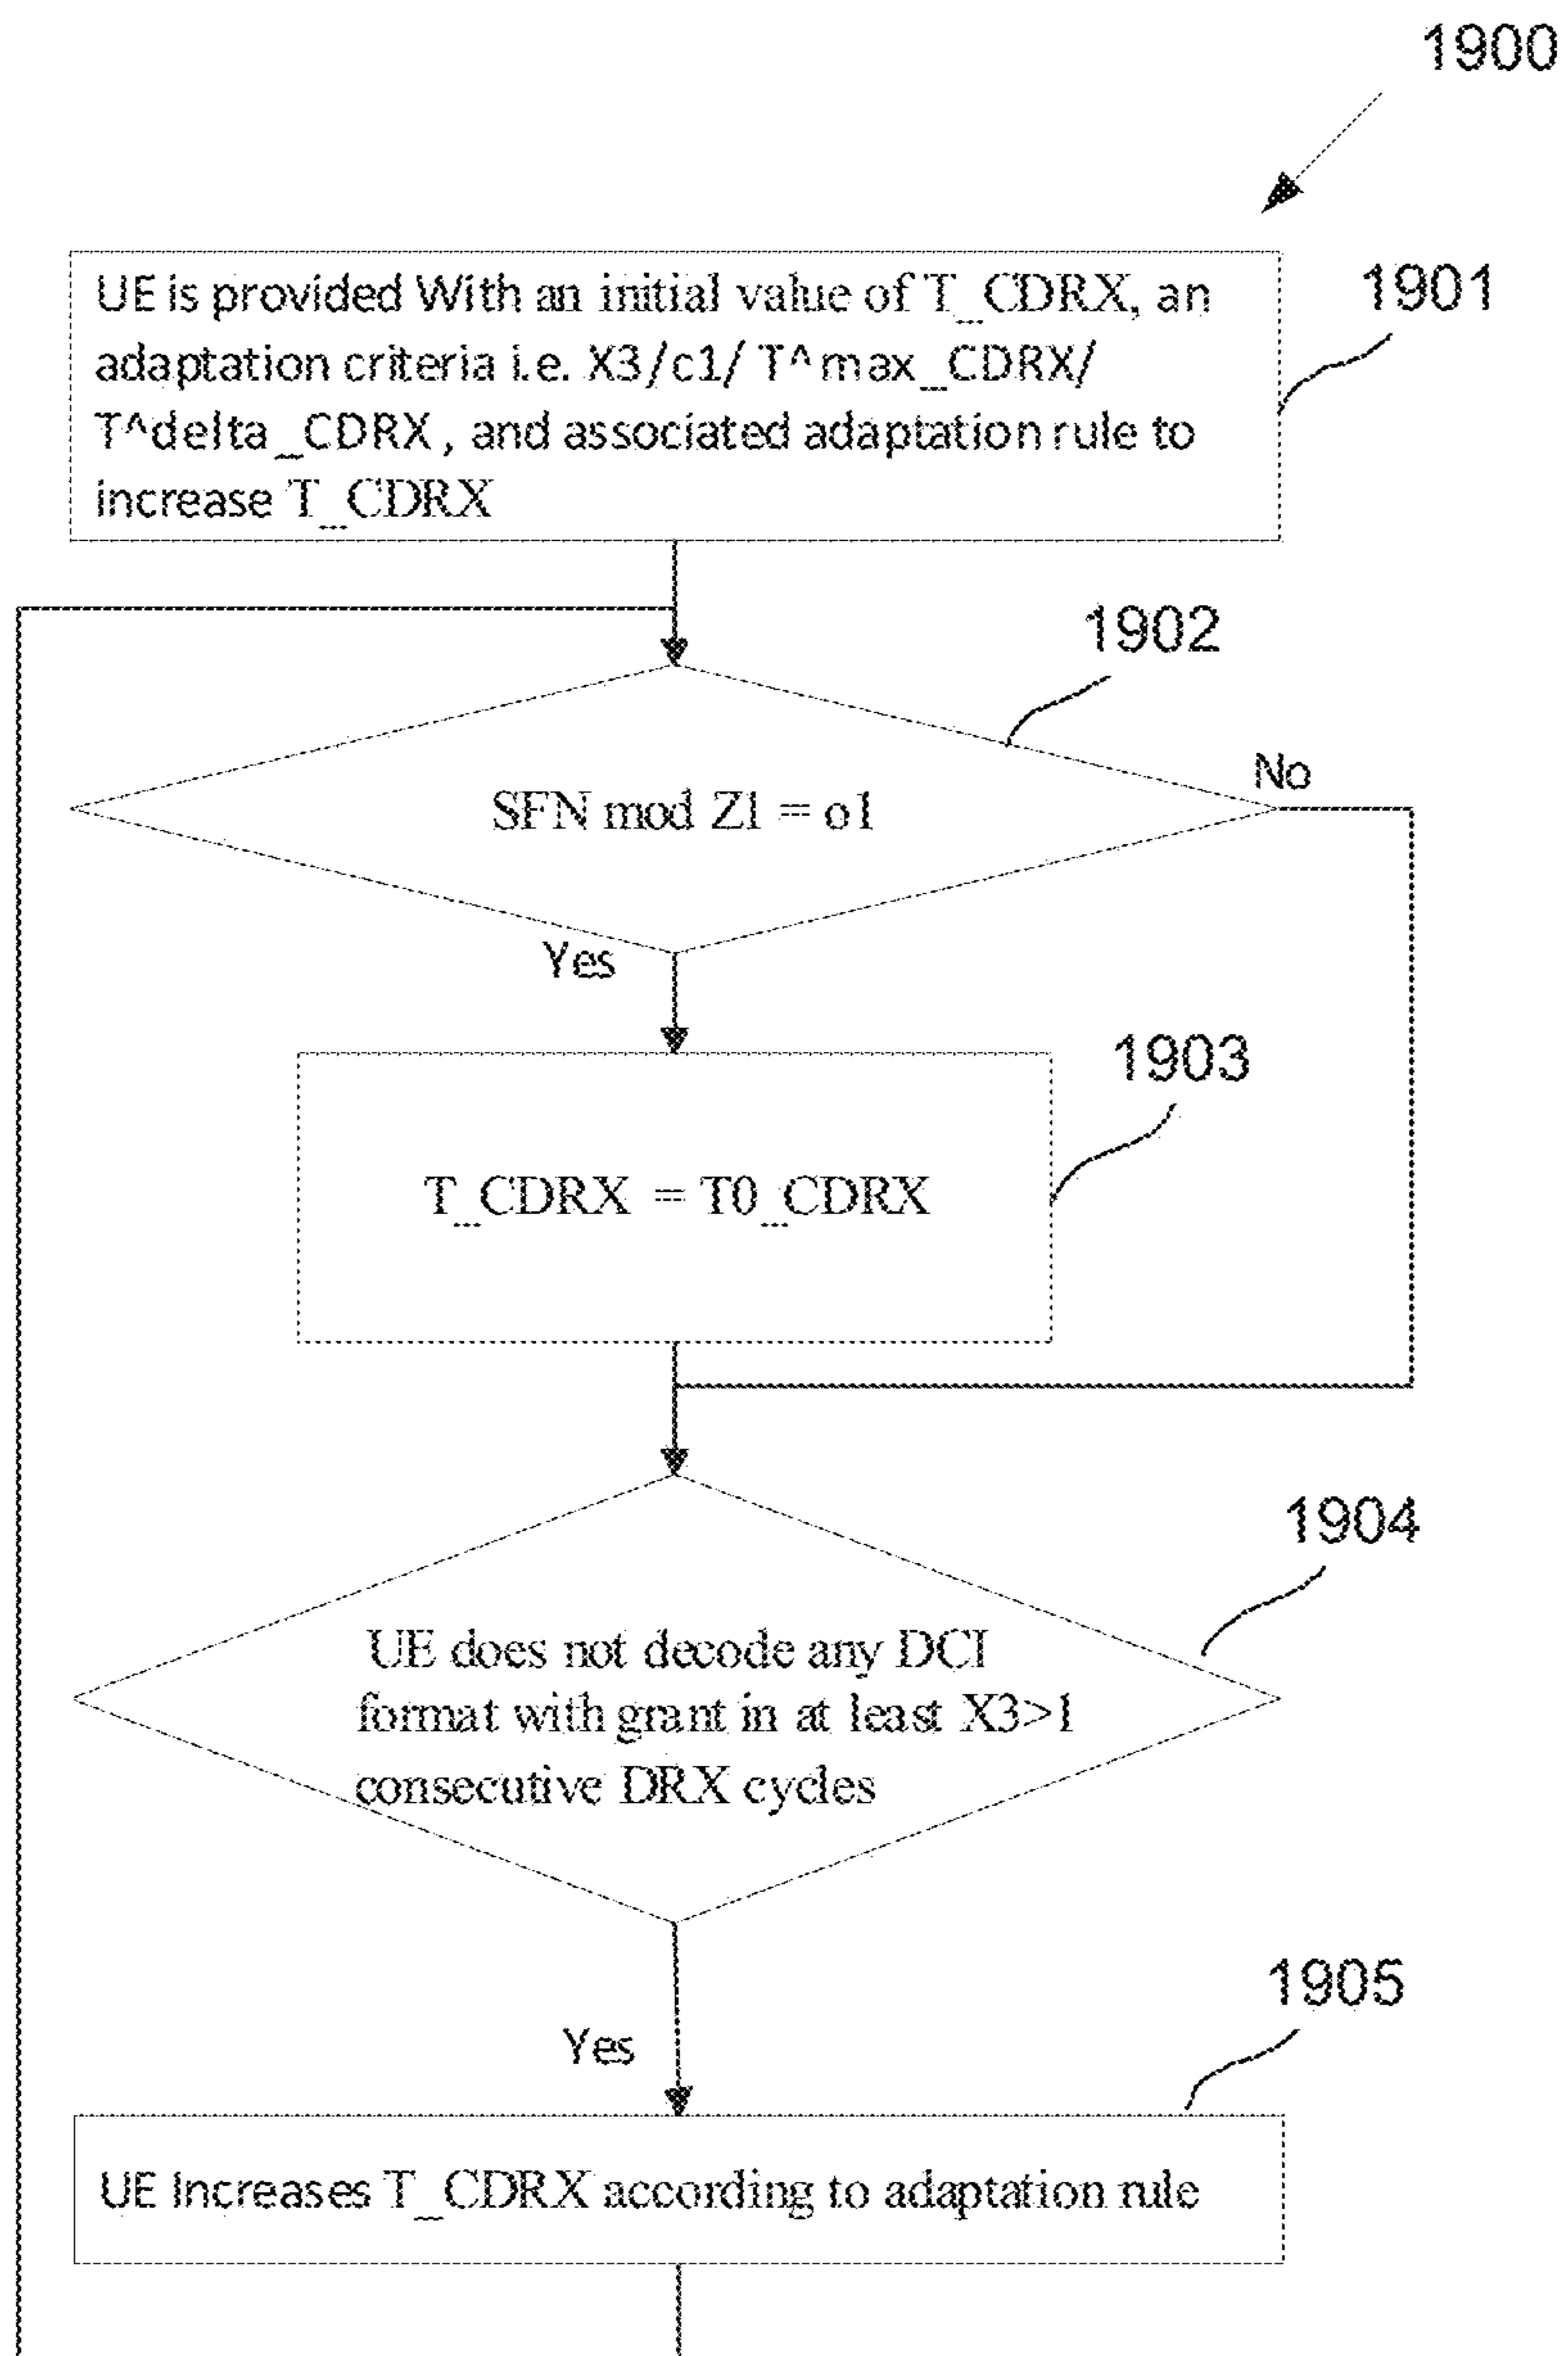 1900
1901
UE is provided With an initial value of T_CDRX, an
adaptation criteria i.e. X3/c1/ T^max_CDRX/
T^delta_CDRX, and associated adaptation rule to
increase T_CDRX
1902
SFN mod Z1 = o1
No
Yes
1903
T_CDRX = T0_CDRX
1904
UE does not decode any DCI
format with grant in at least X3>1
consecutive DRX cycles
1905
Yes
UE Increases T_CDRX according to adaptation rule